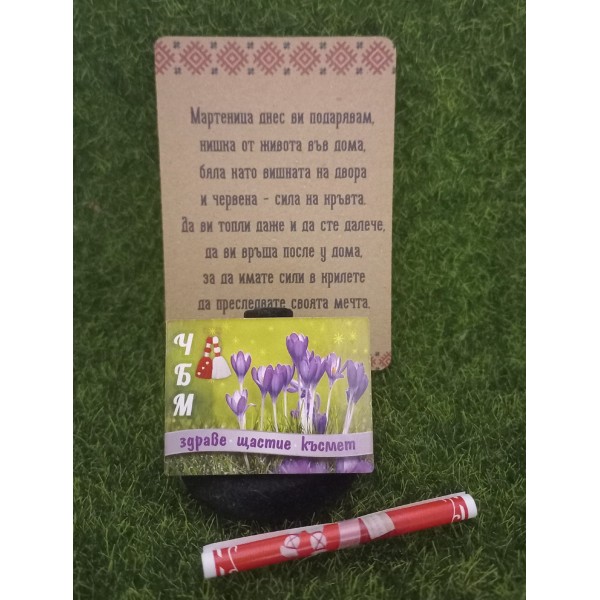 Мартеница днес ви подарявам,
нишка от живота във дома,
бяла като вишната на двора
и червена - сила на кръвта.
Да ви топли даже и да сте далече,
да ви връща после у дома,
за да имате сили в крилете
да преследвате своята мечта.
Ч
Б
М
здраве щастие късмет